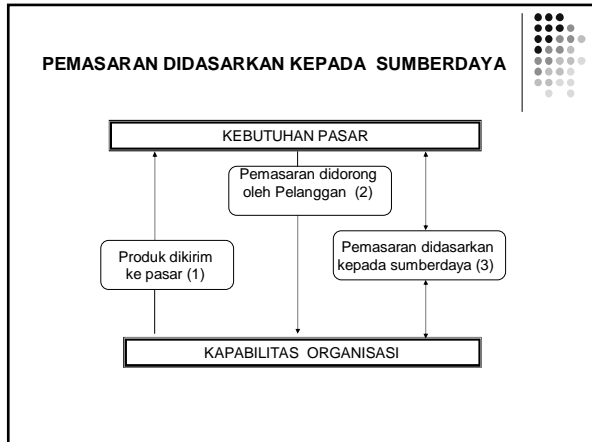 PEMASARAN DIDASARKAN KEPADA SUMBERDAYA
KEBUTUHAN PASAR
Pemasaran didorong
oleh Pelanggan (2)
Produk dikirim
ke pasar (1)
Pemasaran didasarkan
kepada sumberdaya (3)
KAPABILITAS ORGANISASI